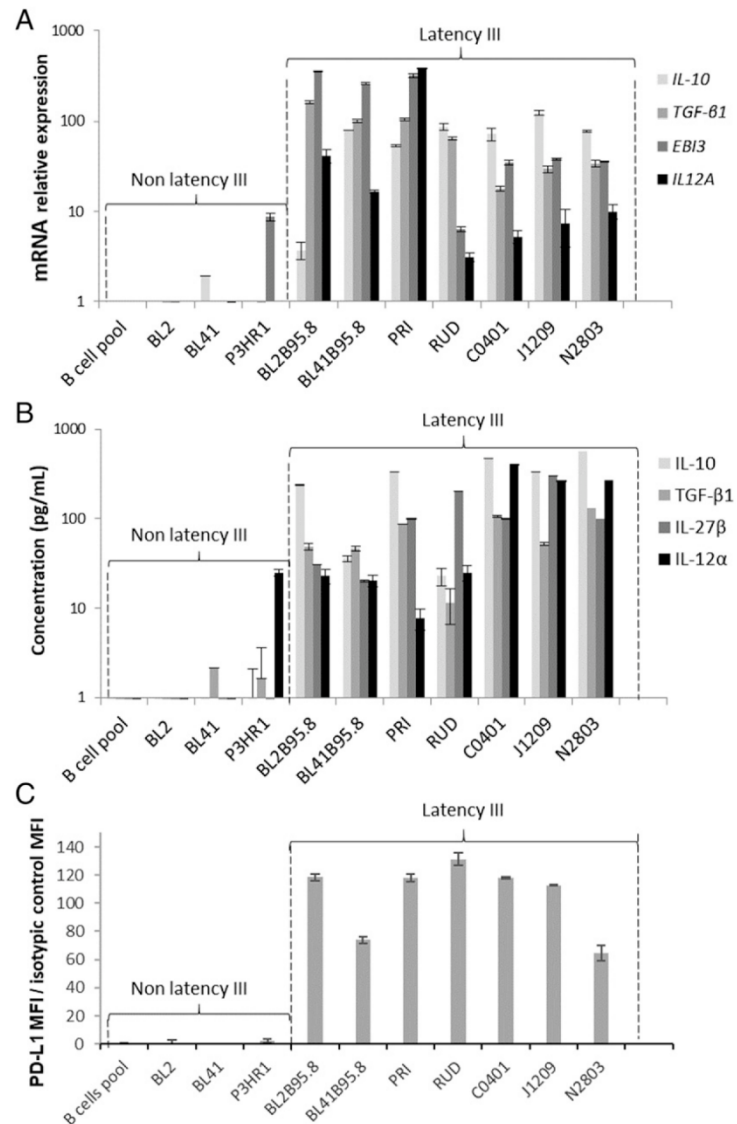 A
1000
100
10
1
mRNA relative expression
Non latency III
Latency III
IL-10
TGF-ß1
EBI3
IL12A
B cell pool
BL2
BL41
P3HR1
BL2B95.8
BL41B95.8
PRI
RUD
C0401
J1209
N2803
B
1000
100
10
1
Concentration (pg/mL)
Non latency III
Latency III
IL-10
TGF-β1
IL-27β
IL-12α
B cell pool
BL2
BL41
P3HR1
BL2B95.8
BL41B95.8
PRI
RUD
C0401
J1209
N2803
C
140
120
100
80
60
40
20
0
PD-L1 MFI / isotypic control MFI
Non latency III
Latency III
B cells pool
BL2
BL41
P3HR1
BL2B95.8
BL41B95.8
PRI
RUD
C0401
J1209
N2803